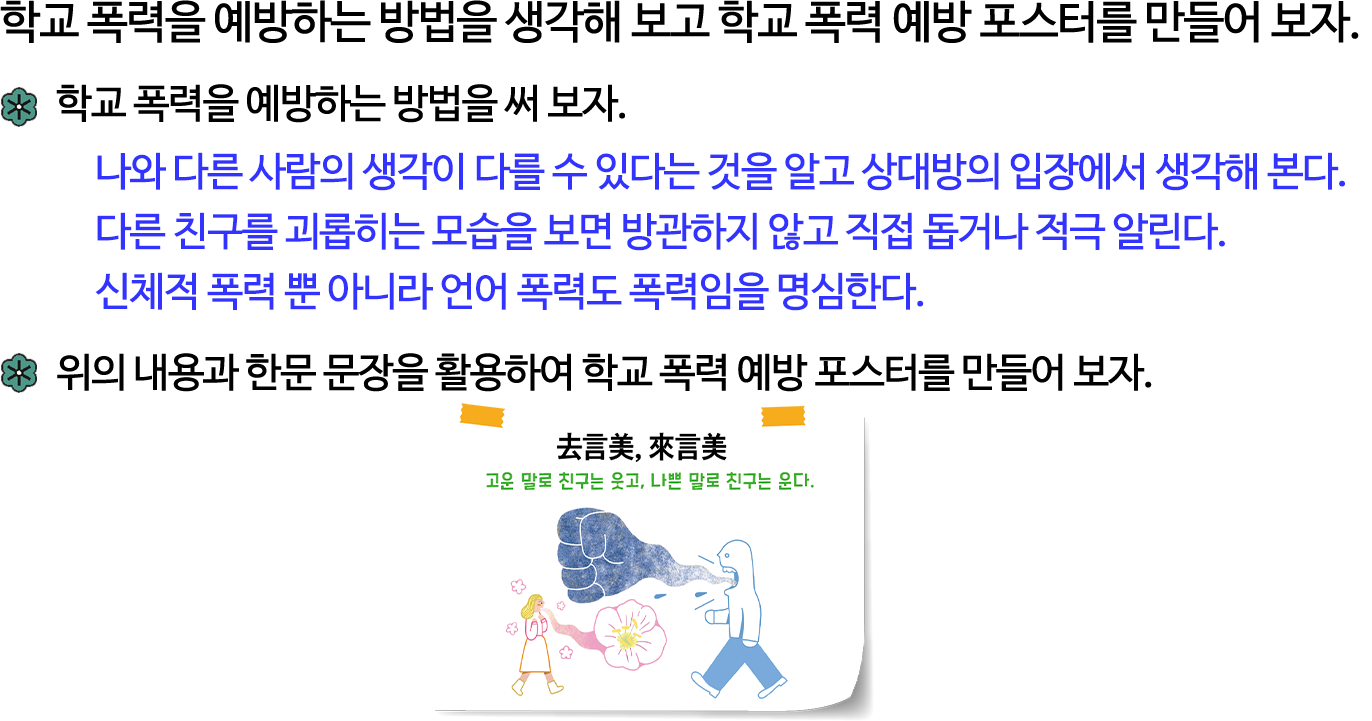 학교 폭력을 예방하는 방법을 생각해 보고 학교 폭력 예방 포스터를 만들어 보자.
학교 폭력을 예방하는 방법을 써 보자.
나와 다른 사람의 생각이 다를 수 있다는 것을 알고 상대방의 입장에서 생각해 본다.
다른 친구를 괴롭히는 모습을 보면 방관하지 않고 직접 돕거나 적극 알린다.
신체적 폭력 뿐 아니라 언어 폭력도 폭력임을 명심한다.
위의 내용과 한문 문장을 활용하여 학교 폭력 예방 포스터를 만들어 보자.
去言美, 來言美
고운 말로 친구는 웃고, 나쁜 말로 친구는 운다.